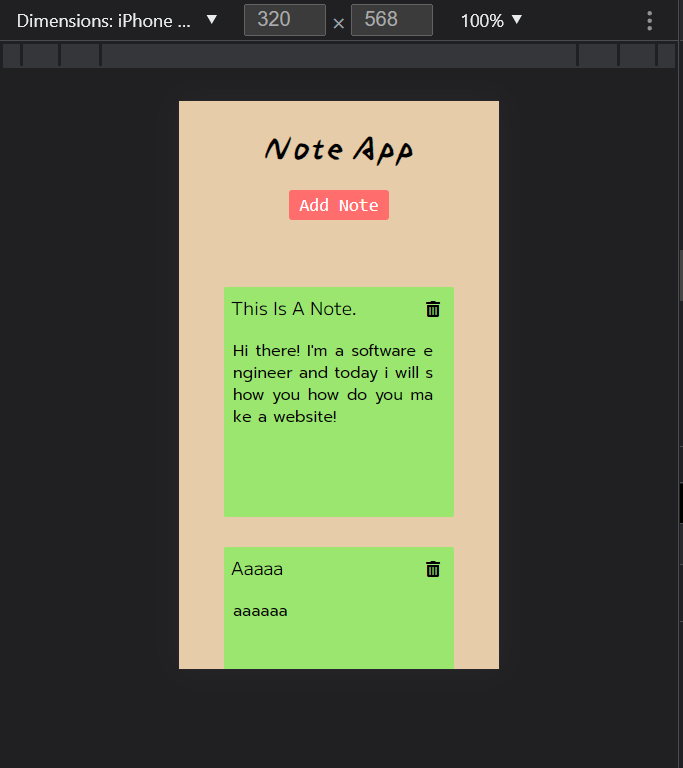 Dimensions: iPhone ... 320 × 568 100%
Note App
Add Note
This Is A Note.
Hi there! I'm a software e
ngineer and today i will s
how you how do you ma
ke a website!
Aaaaa
aaaaaa